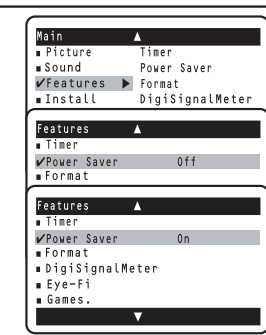 Main ▲
■ Picture Timer
■ Sound Power Saver
✔Features ▶ Format
■ Install DigiSignalMeter
Features ▲
■ Timer
✔Power Saver Off
■ Format
Features ▲
■ Timer
✔Power Saver On
■ Format
■ DigiSignalMeter
■ Eye-Fi
■ Games.
▼